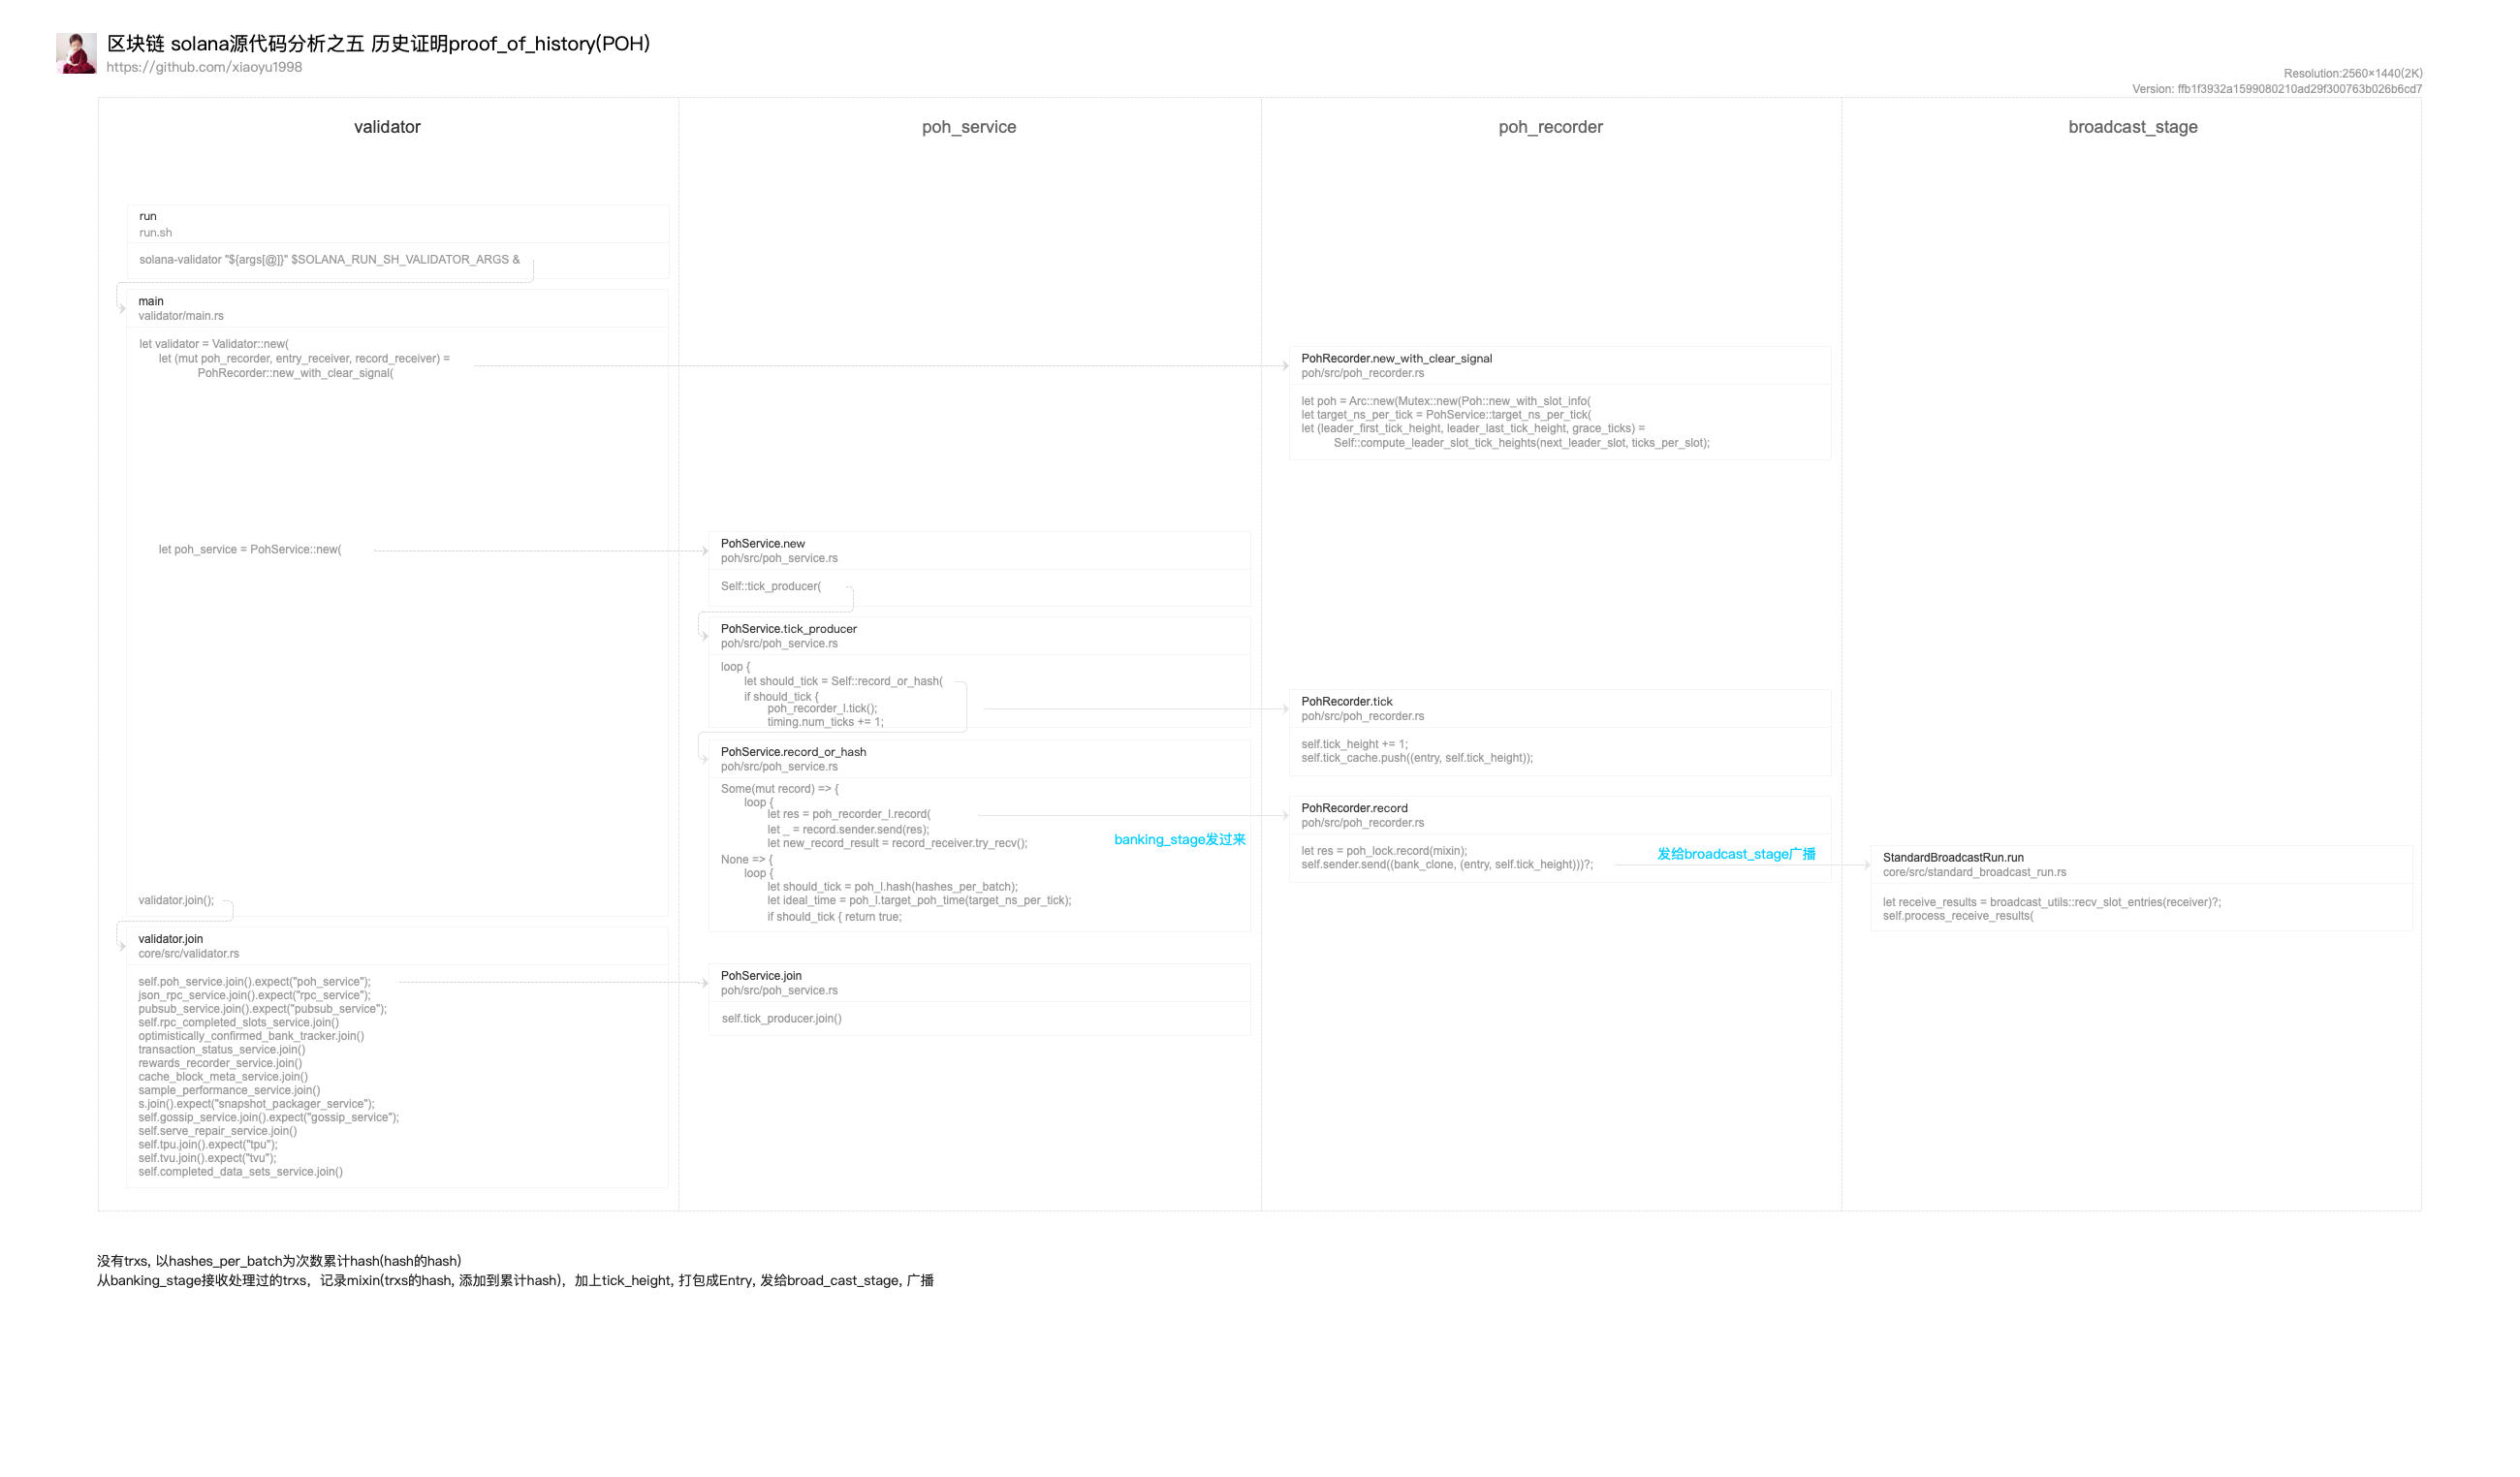 区块链 solana源代码分析之五 历史证明proof_of_history(POH)
https://github.com/xiaoyu1998
Resolution:2560×1440(2K)
Version: ffb1f3932a1599080210ad29f300763b026b6cd7
validator
poh_service
poh_recorder
broadcast_stage
run
run.sh
solana-validator "${args[@]}" $SOLANA_RUN_SH_VALIDATOR_ARGS &
main
validator/main.rs
let validator = Validator::new(
let (mut poh_recorder, entry_receiver, record_receiver) =
PohRecorder::new_with_clear_signal(
let poh_service = PohService::new(
validator.join();
validator.join
core/src/validator.rs
self.poh_service.join().expect("poh_service");
json_rpc_service.join().expect("rpc_service");
pubsub_service.join().expect("pubsub_service");
self.rpc_completed_slots_service.join()
optimistically_confirmed_bank_tracker.join()
transaction_status_service.join()
rewards_recorder_service.join()
cache_block_meta_service.join()
sample_performance_service.join()
s.join().expect("snapshot_packager_service");
self.gossip_service.join().expect("gossip_service");
self.serve_repair_service.join()
self.tpu.join().expect("tpu");
self.tvu.join().expect("tvu");
self.completed_data_sets_service.join()
PohService.new
poh/src/poh_service.rs
Self::tick_producer(
PohService.tick_producer
poh/src/poh_service.rs
loop {
let should_tick = Self::record_or_hash(
if should_tick {
poh_recorder_l.tick();
timing.num_ticks += 1;
PohService.record_or_hash
poh/src/poh_service.rs
Some(mut record) => {
loop {
let res = poh_recorder_l.record(
let _ = record.sender.send(res);
let new_record_result = record_receiver.try_recv();
banking_stage发过来
None => {
loop {
let should_tick = poh_l.hash(hashes_per_batch);
let ideal_time = poh_l.target_poh_time(target_ns_per_tick);
if should_tick { return true;
PohService.join
poh/src/poh_service.rs
self.tick_producer.join()
PohRecorder.new_with_clear_signal
poh/src/poh_recorder.rs
let poh = Arc::new(Mutex::new(Poh::new_with_slot_info(
let target_ns_per_tick = PohService::target_ns_per_tick(
let (leader_first_tick_height, leader_last_tick_height, grace_ticks) =
Self::compute_leader_slot_tick_heights(next_leader_slot, ticks_per_slot);
PohRecorder.tick
poh/src/poh_recorder.rs
self.tick_height += 1;
self.tick_cache.push((entry, self.tick_height));
PohRecorder.record
poh/src/poh_recorder.rs
let res = poh_lock.record(mixin);
self.sender.send((bank_clone, (entry, self.tick_height)))?;
发给broadcast_stage广播
StandardBroadcastRun.run
core/src/standard_broadcast_run.rs
let receive_results = broadcast_utils::recv_slot_entries(receiver)?;
self.process_receive_results(
没有trxs, 以hashes_per_batch为次数累计hash(hash的hash)
从banking_stage接收处理过的trxs，记录mixin(trxs的hash, 添加到累计hash)，加上tick_height, 打包成Entry, 发给broad_cast_stage, 广播